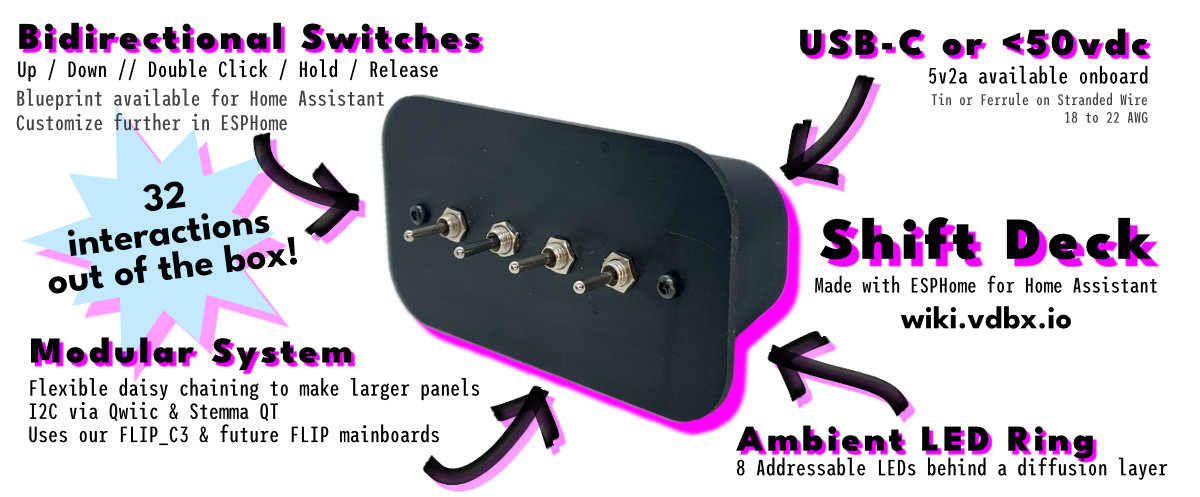 Bidirectional Switches
Up / Down // Double Click / Hold / Release
Blueprint available for Home Assistant
Customize further in ESPHome
32
interactions
out of the box!
Modular System
Flexible daisy chaining to make larger panels
I2C via Qwiic & Stemma QT
Uses our FLIP_C3 & future FLIP mainboards
USB-C or <50vdc
5v2a available onboard
Tin or Ferrule on Stranded Wire
18 to 22 AWG
Shift Deck
Made with ESPHome for Home Assistant
wiki.vdbx.io
Ambient LED Ring
8 Addressable LEDs behind a diffusion layer